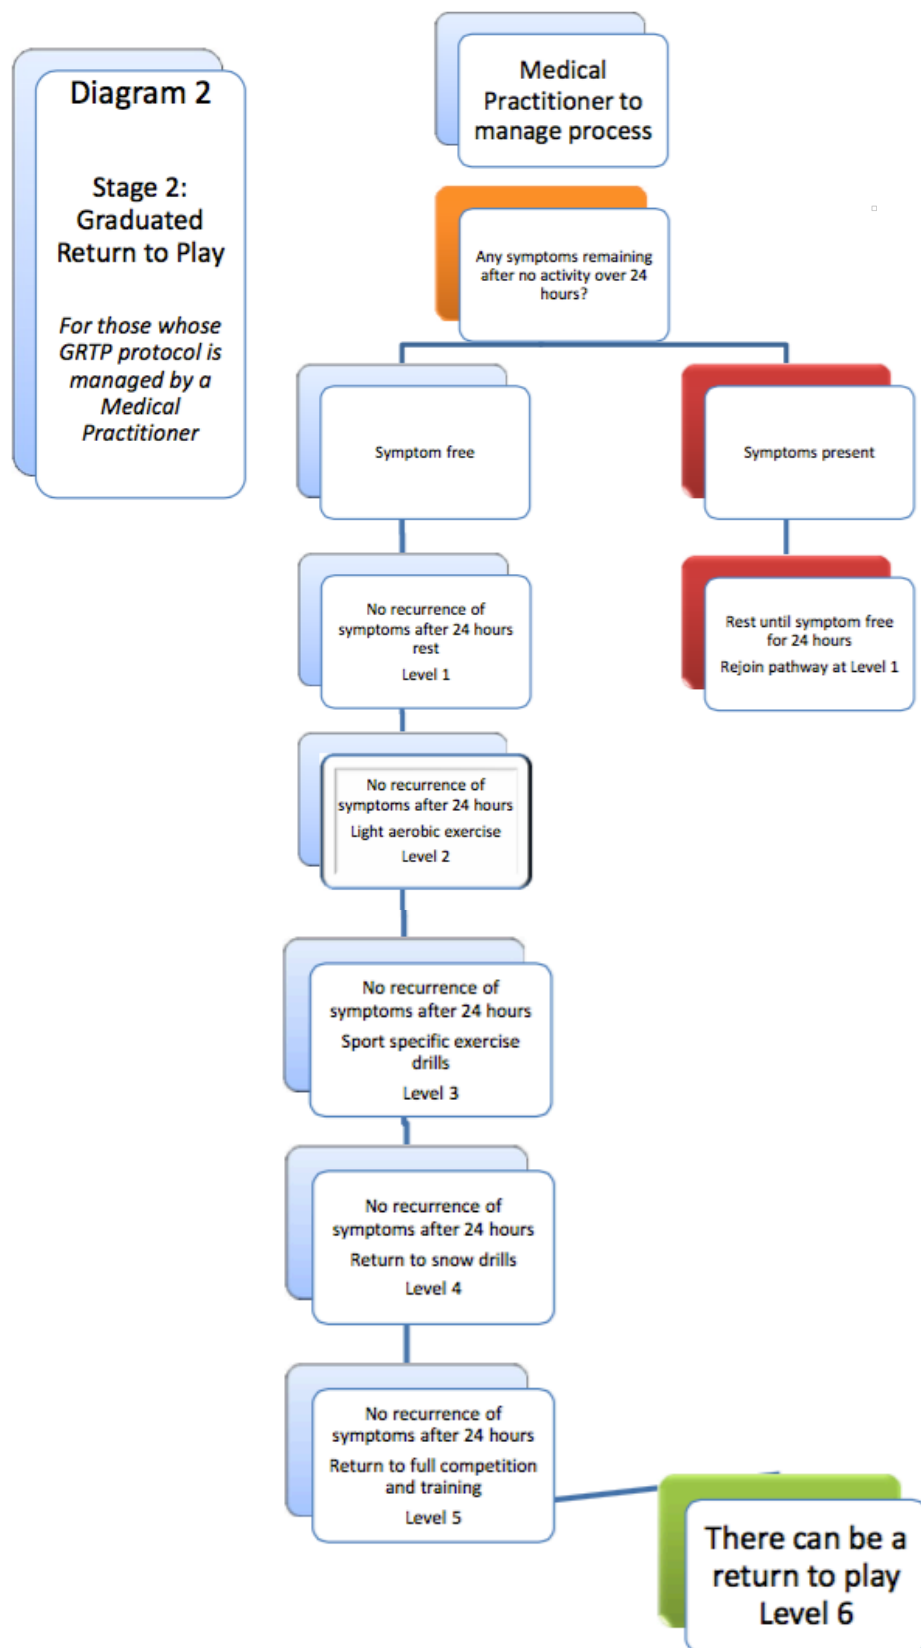 Diagram 2
Stage 2:
Graduated
Return to Play
For those whose
GRTP protocol is
managed by a
Medical
Practitioner
Medical
Practitioner to
manage process
Any symptoms remaining
after no activity over 24
hours?
Symptom free
Symptoms present
No recurrence of
symptoms after 24 hours
rest
Level 1
Rest until symptom free
for 24 hours
Rejoin pathway at Level 1
No recurrence of
symptoms after 24 hours
Light aerobic exercise
Level 2
No recurrence of
symptoms after 24 hours
Sport specific exercise
drills
Level 3
No recurrence of
symptoms after 24 hours
Return to snow drills
Level 4
No recurrence of
symptoms after 24 hours
Return to full competition
and training
Level 5
There can be a
return to play
Level 6